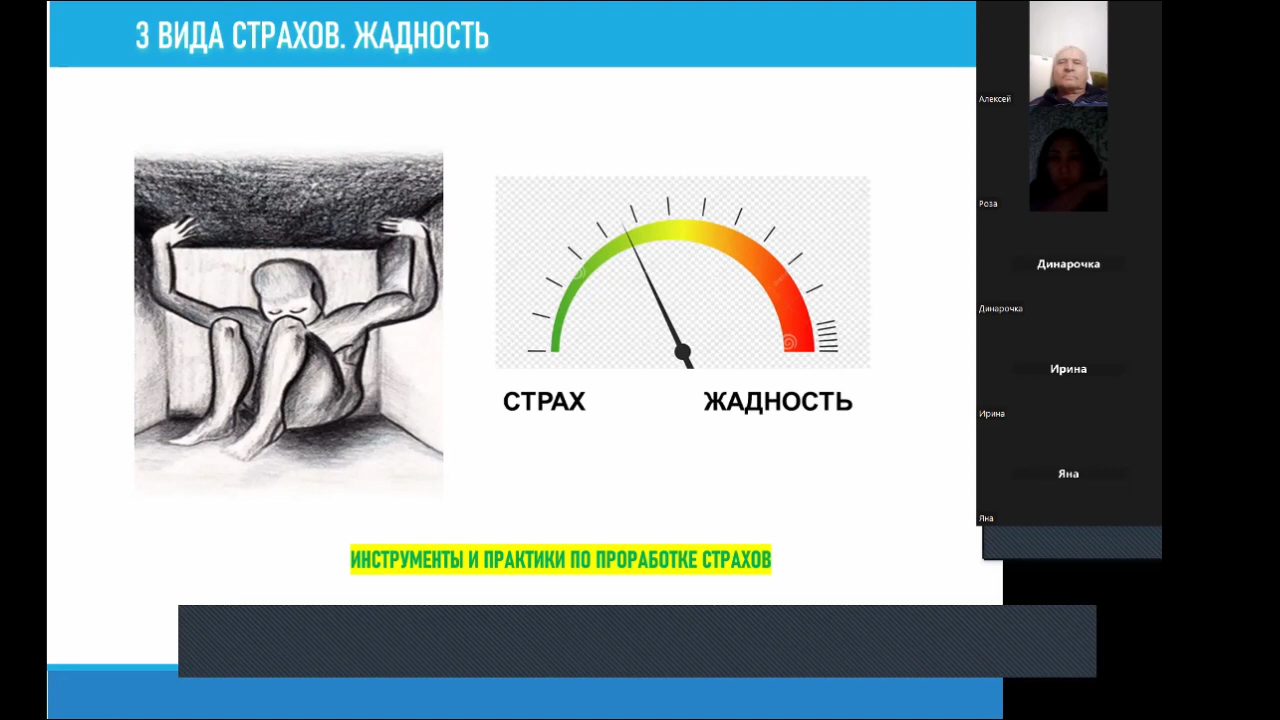 3 ВИДА СТРАХОВ. ЖАДНОСТЬ
СТРАХ
ЖАДНОСТЬ
ИНСТРУМЕНТЫ И ПРАКТИКИ ПО ПРОРАБОТКЕ СТРАХОВ
Алексей
Роза
Динарочка
Динарочка
Ирина
Ирина
Яна
Яна